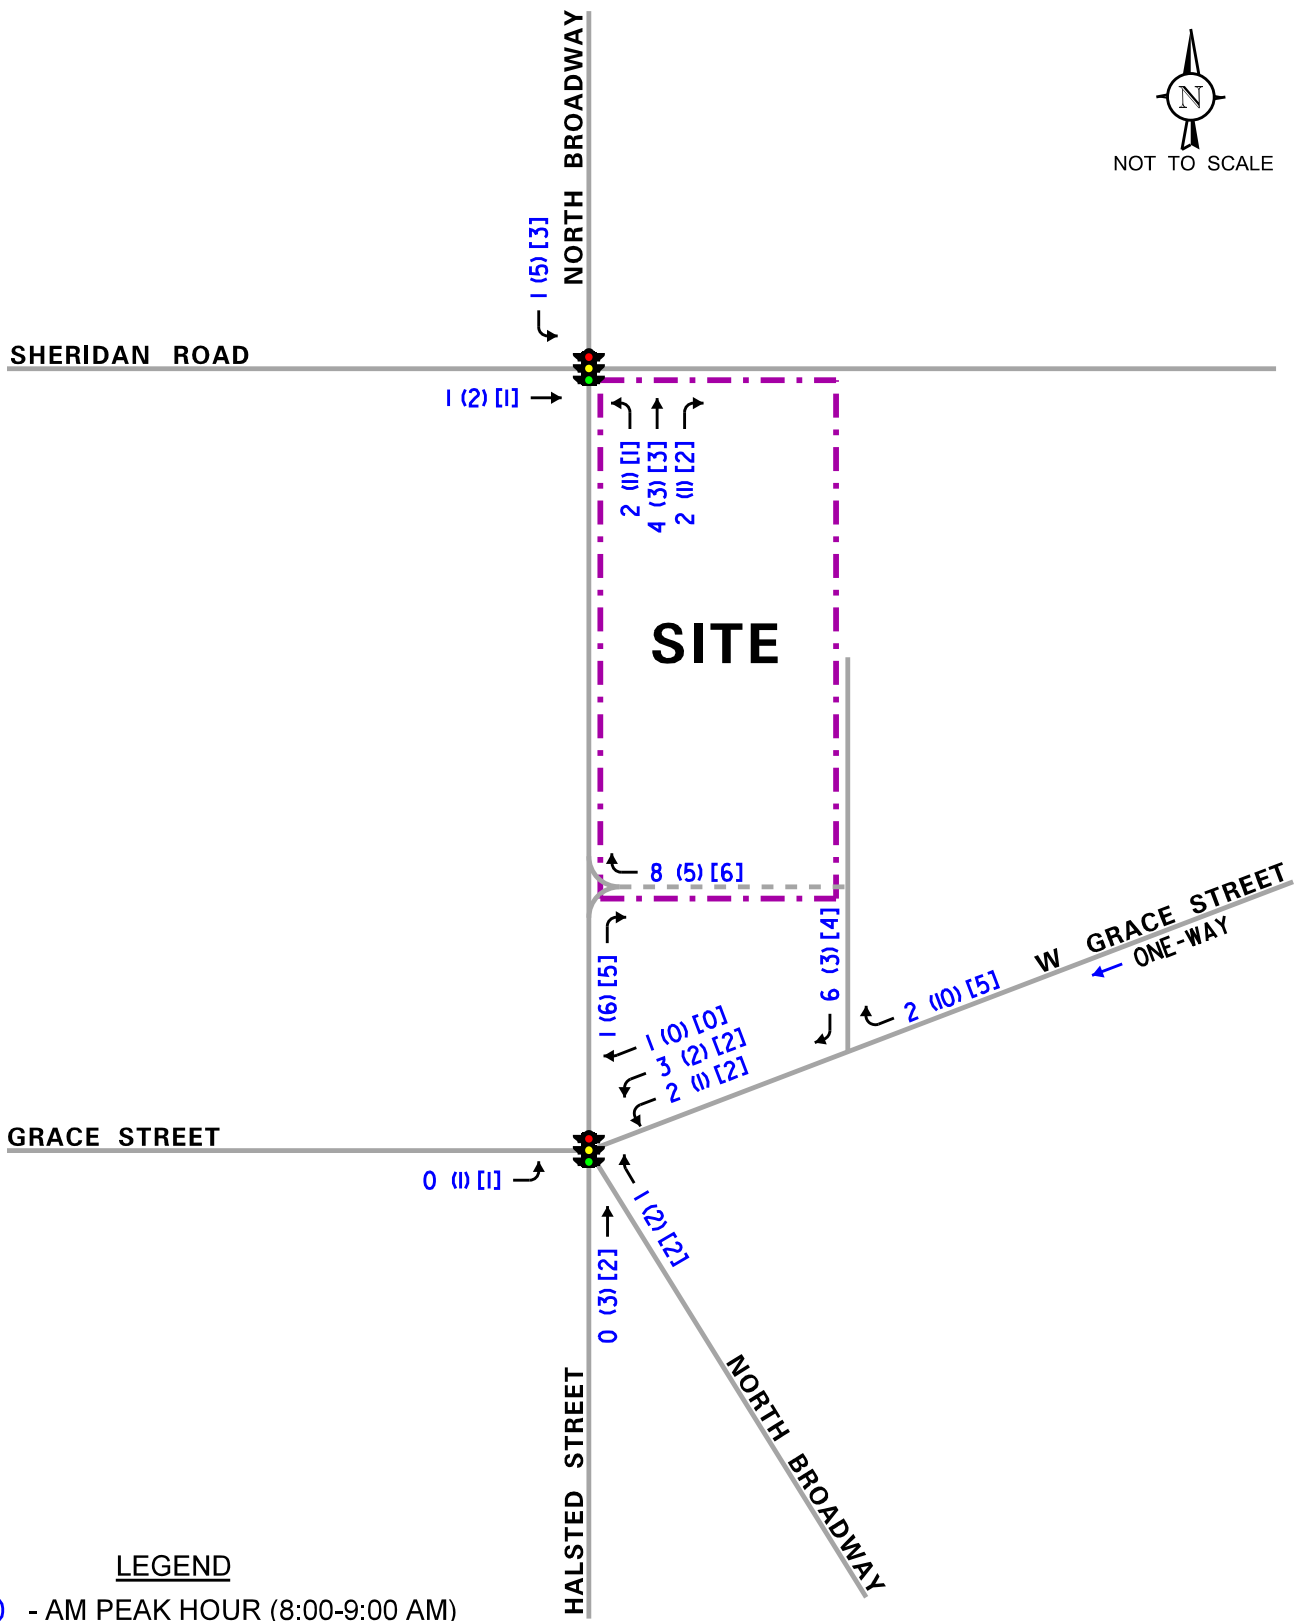 NORTH BROADWAY
N
NOT TO SCALE
1 (5) [3]
SHERIDAN ROAD
1 (2) [1]
2 (1) [1]
4 (3) [3]
2 (1) [2]
SITE
8 (5) [6]
W GRACE STREET
ONE-WAY
6 (3) [4]
2 (10) [5]
1 (6) [5]
1 (0) [0]
3 (2) [2]
2 (1) [2]
GRACE STREET
0 (1) [1]
1 (2) [2]
0 (3) [2]
NORTH BROADWAY
HALSTED STREET
LEGEND
- AM PEAK HOUR (8:00-9:00 AM)